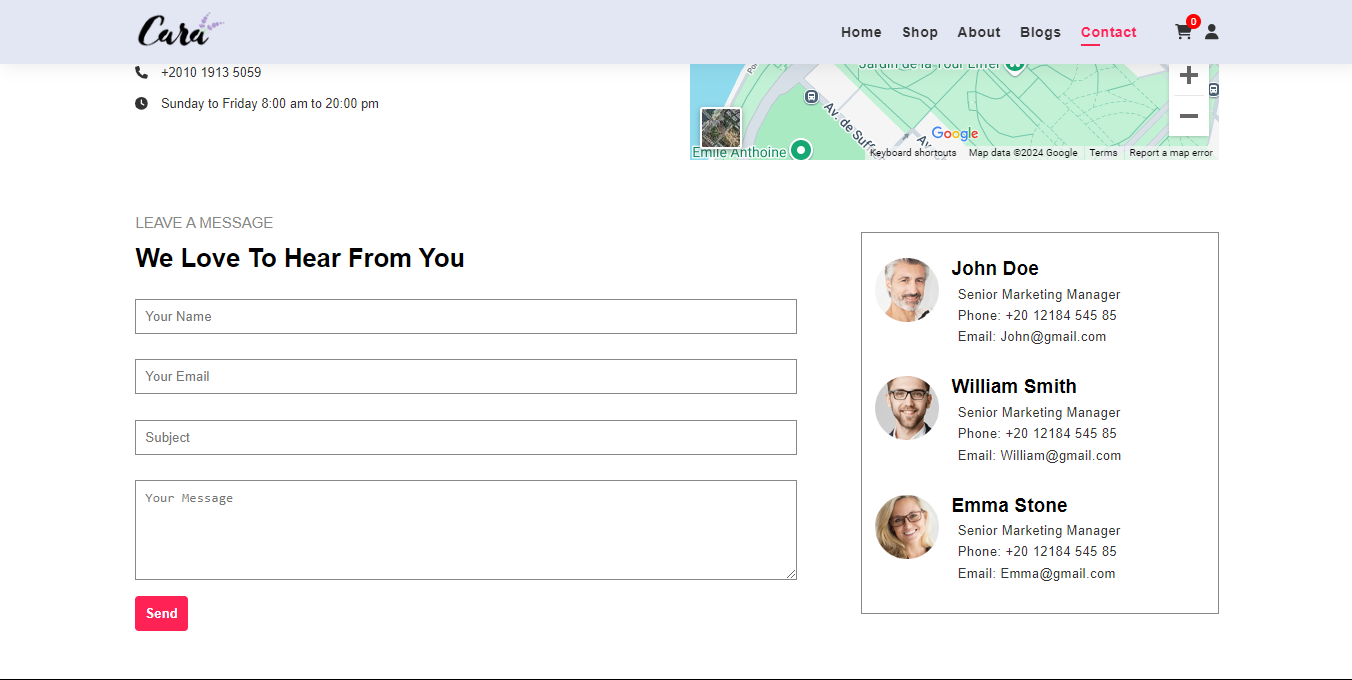 Cara
Home Shop About Blogs Contact
0
+2010 1913 5059
Sunday to Friday 8:00 am to 20:00 pm
Jardin de la Tour Eiffel
Av. de Suff
Av.
Emile Anthoine
Google
Keyboard shortcuts Map data ©2024 Google Terms Report a map error
LEAVE A MESSAGE
We Love To Hear From You
Your Name
Your Email
Subject
Your Message
Send
John Doe
Senior Marketing Manager
Phone: +20 12184 545 85
Email: John@gmail.com
William Smith
Senior Marketing Manager
Phone: +20 12184 545 85
Email: William@gmail.com
Emma Stone
Senior Marketing Manager
Phone: +20 12184 545 85
Email: Emma@gmail.com